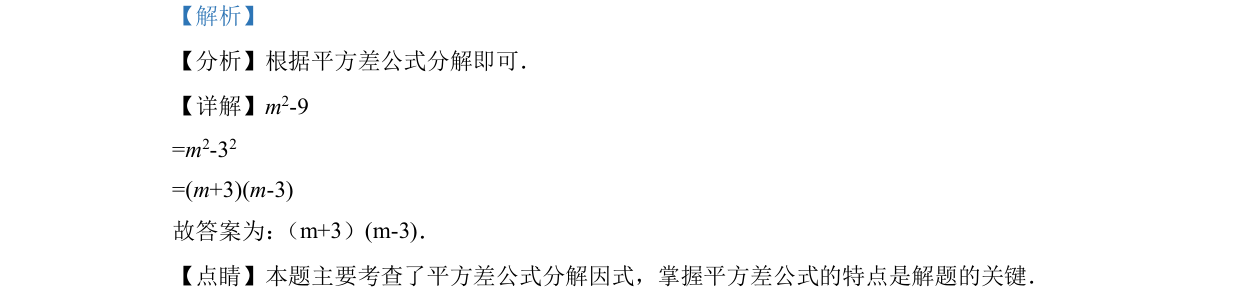 【解析】
【分析】根据平方差公式分解即可．
【详解】m²-9
=m²-3²
=(m+3)(m-3)
故答案为：（m+3）(m-3)．
【点睛】本题主要考查了平方差公式分解因式，掌握平方差公式的特点是解题的关键．